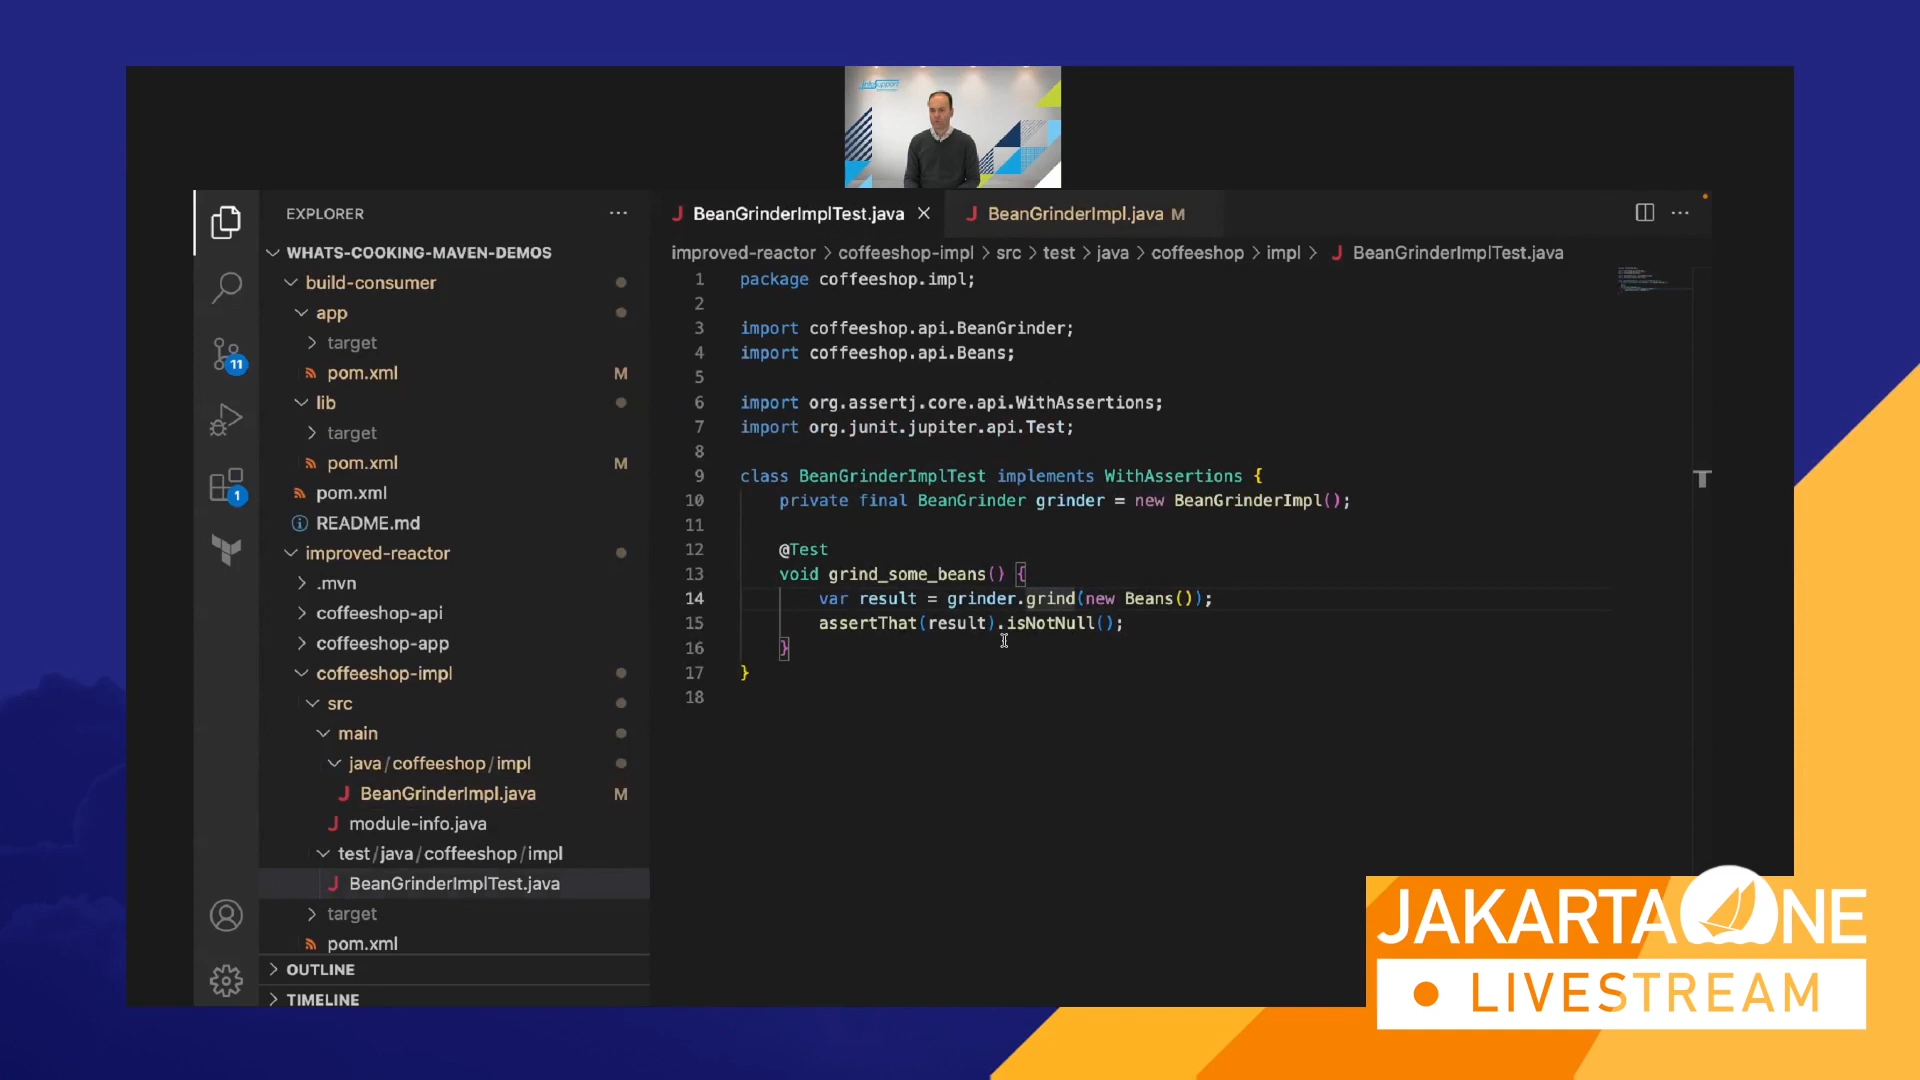 infoSupport
EXPLORER
WHATS-COOKING-MAVEN-DEMOS
build-consumer
app
target
pom.xml M
lib
target
pom.xml M
pom.xml
README.md
improved-reactor
.mvn
coffeeshop-api
coffeeshop-app
coffeeshop-impl
src
main
java/coffeeshop/impl
BeanGrinderImpl.java M
module-info.java
test/java/coffeeshop/impl
BeanGrinderImplTest.java
target
pom.xml
OUTLINE
TIMELINE
11
1
BeanGrinderImplTest.java
BeanGrinderImpl.java M
improved-reactor > coffeeshop-impl > src > test > java > coffeeshop > impl > BeanGrinderImplTest.java
1 package coffeeshop.impl;
2
3 import coffeeshop.api.BeanGrinder;
4 import coffeeshop.api.Beans;
5
6 import org.assertj.core.api.WithAssertions;
7 import org.junit.jupiter.api.Test;
8
9 class BeanGrinderImplTest implements WithAssertions {
10 private final BeanGrinder grinder = new BeanGrinderImpl();
11
12 @Test
13 void grind_some_beans() {
14 var result = grinder.grind(new Beans());
15 assertThat(result).isNotNull();
16 }
17 }
18
JAKARTAONE
LIVESTREAM